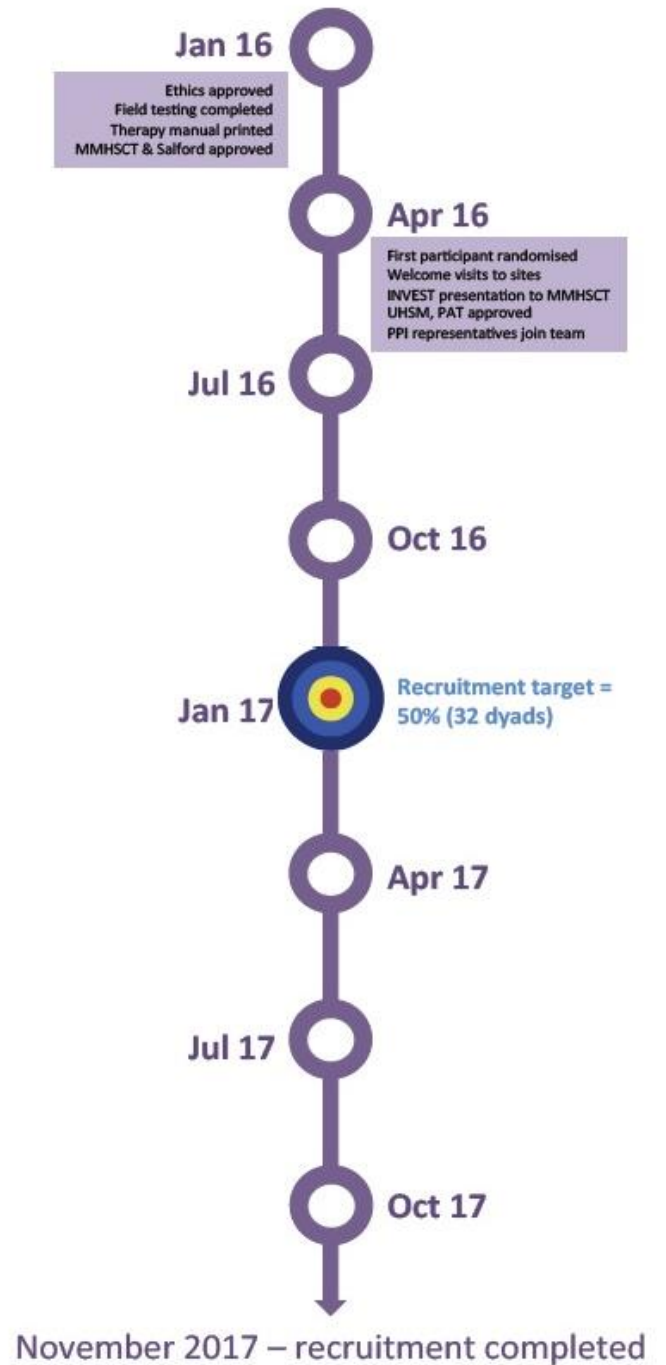 Jan 16
Ethics approved
Field testing completed
Therapy manual printed
MMHSCT & Salford approved
Apr 16
First participant randomised
Welcome visits to sites
INVEST presentation to MMHSCT
UHSM, PAT approved
PPI representatives join team
Jul 16
Oct 16
Jan 17
Recruitment target =
50% (32 dyads)
Apr 17
Jul 17
Oct 17
November 2017 – recruitment completed